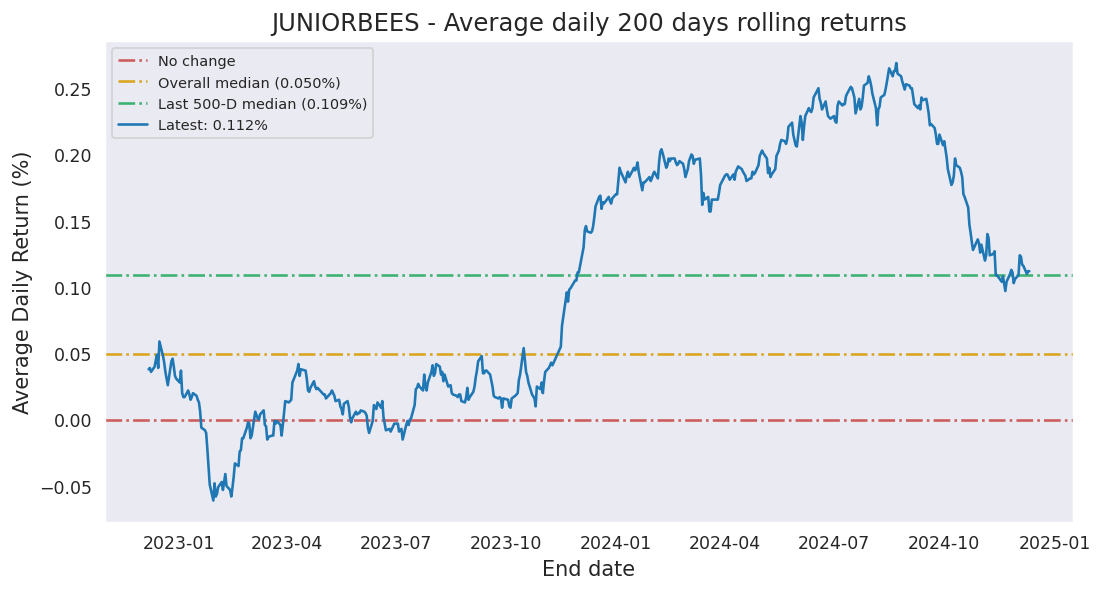 JUNIORBEES - Average daily 200 days rolling returns
No change
Overall median (0.050%)
Last 500-D median (0.109%)
Latest: 0.112%
Average Daily Return (%)
0.25
0.20
0.15
0.10
0.05
0.00
−0.05
2023-01 2023-04 2023-07 2023-10 2024-01 2024-04 2024-07 2024-10 2025-01
End date